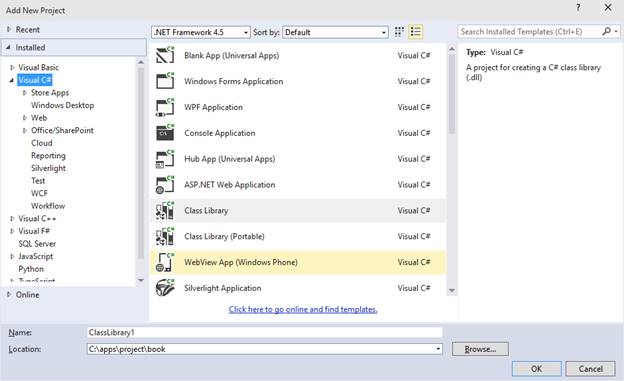 Add New Project
Recent
Installed
Visual Basic
Visual C#
Store Apps
Windows Desktop
Web
Office/SharePoint
Cloud
Reporting
Silverlight
Test
WCF
Workflow
Visual C++
Visual F#
SQL Server
JavaScript
Python
TypeScript
Online
.NET Framework 4.5 Sort by: Default
Search Installed Templates (Ctrl+E)
Blank App (Universal Apps) Visual C#
Windows Forms Application Visual C#
WPF Application Visual C#
Console Application Visual C#
Hub App (Universal Apps) Visual C#
ASP.NET Web Application Visual C#
Class Library Visual C#
Class Library (Portable) Visual C#
WebView App (Windows Phone) Visual C#
Silverlight Application Visual C#
Click here to go online and find templates.
Type: Visual C#
A project for creating a C# class library
(.dll)
Name: ClassLibrary1
Location: C:\apps\project\book
Browse...
OK Cancel